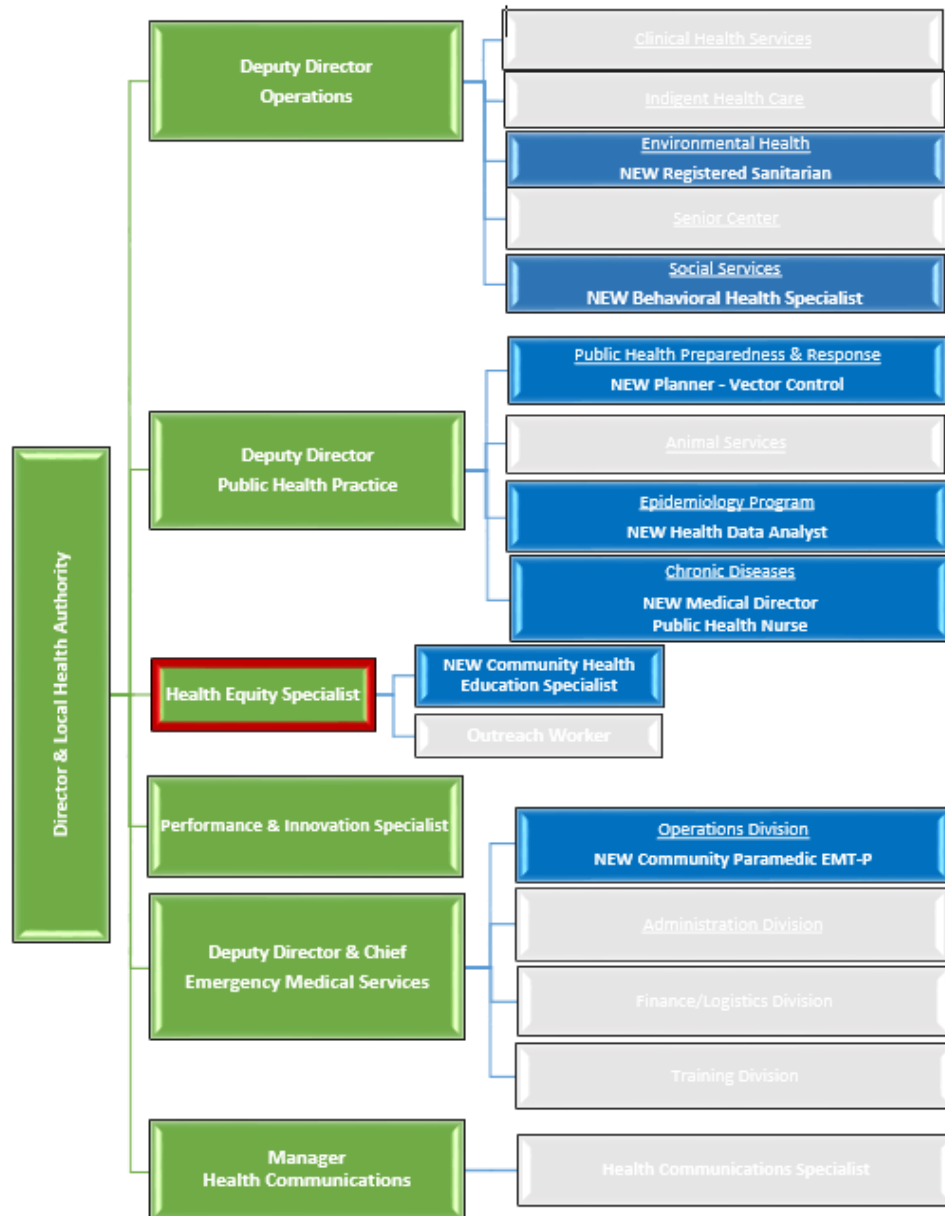 Director & Local Health Authority
Deputy Director
Operations
Clinical Health Services
Indigent Health Care
Environmental Health
NEW Registered Sanitarian
Senior Center
Social Services
NEW Behavioral Health Specialist
Deputy Director
Public Health Practice
Public Health Preparedness & Response
NEW Planner - Vector Control
Animal Services
Epidemiology Program
NEW Health Data Analyst
Chronic Diseases
NEW Medical Director
Public Health Nurse
Health Equity Specialist
NEW Community Health
Education Specialist
Outreach Worker
Performance & Innovation Specialist
Deputy Director & Chief
Emergency Medical Services
Operations Division
NEW Community Paramedic EMT-P
Administration Division
Finance/Logistics Division
Training Division
Manager
Health Communications
Health Communications Specialist